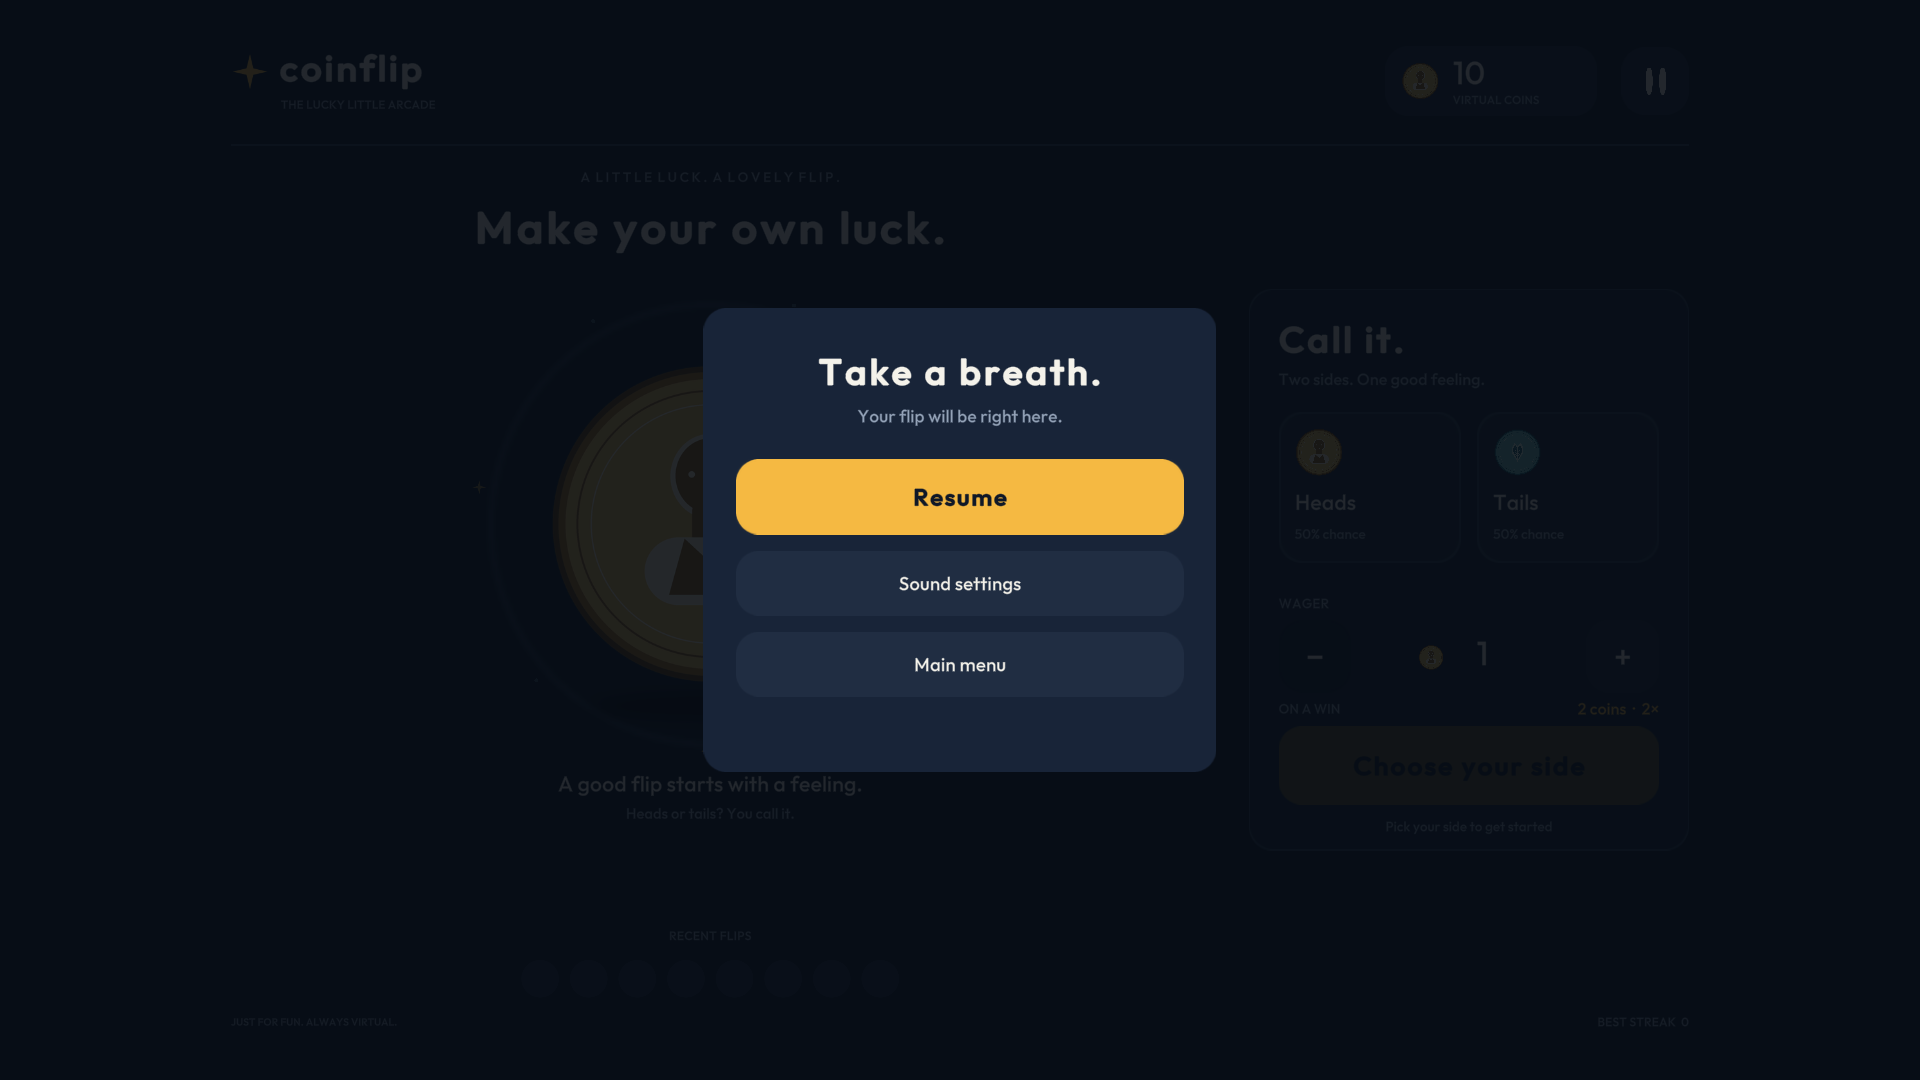 coinflip
THE LUCKY LITTLE ARCADE
10
VIRTUAL COINS
A LITTLE LUCK. A LOVELY FLIP.
Make your own luck.
Take a breath.
Your flip will be right here.
Resume
Sound settings
Main menu
A good flip starts with a feeling.
Heads or tails? You call it.
Call it.
Two sides. One good feeling.
Heads
50% chance
Tails
50% chance
WAGER
− 1 +
ON A WIN 2 coins · 2×
Choose your side
Pick your side to get started
RECENT FLIPS
JUST FOR FUN. ALWAYS VIRTUAL.
BEST STREAK 0